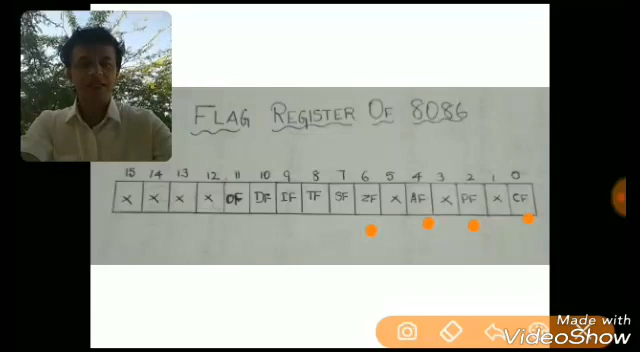 FLAG REGISTER OF 8086
15 14 13 12 11 10 9 8 7 6 5 4 3 2 1 0
x x x x OF DF IF TF SF ZF x AF x PF x CF
Made with
VideoShow